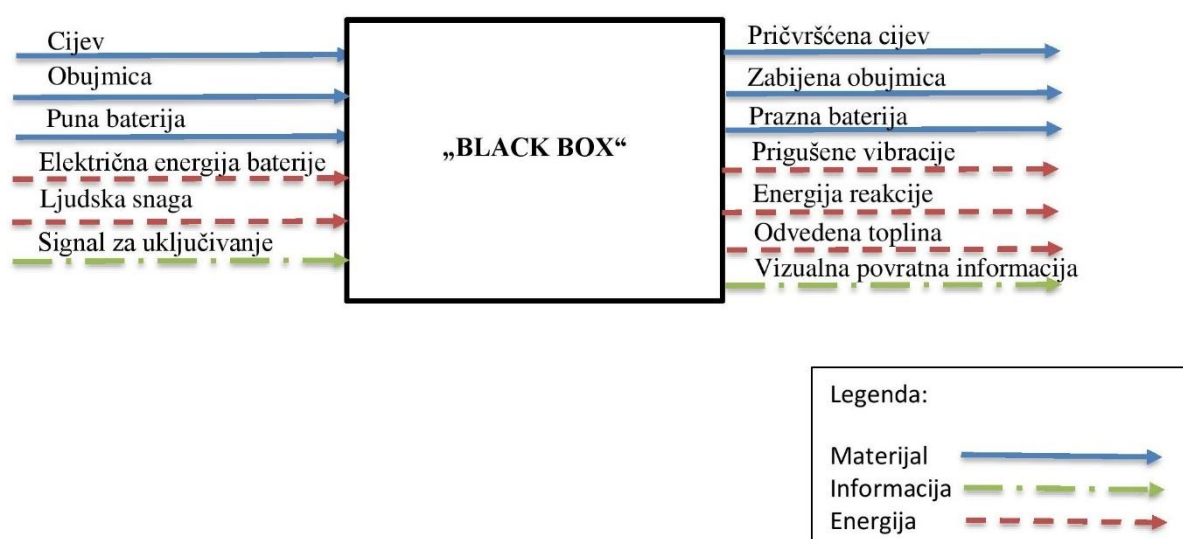 Cijev
Obujmica
Puna baterija
Električna energija baterije
Ljudska snaga
Signal za uključivanje
„BLACK BOX“
Pričvršćena cijev
Zabijena obujmica
Prazna baterija
Prigušene vibracije
Energija reakcije
Odvedena toplina
Vizualna povratna informacija
Legenda:
Materijal
Informacija
Energija